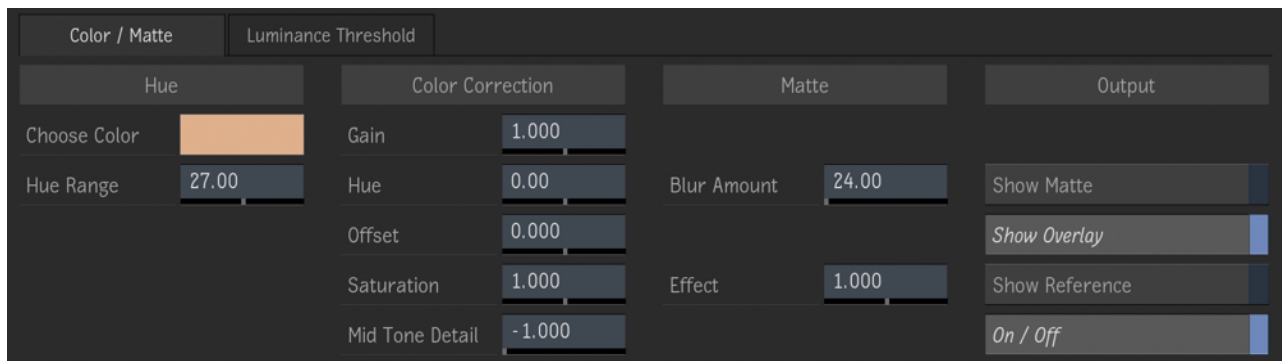 Color / Matte Luminance Threshold
Hue Color Correction Matte Output
Choose Color Gain 1.000
Hue Range 27.00 Hue 0.00 Blur Amount 24.00 Show Matte
Offset 0.000 Show Overlay
Saturation 1.000 Effect 1.000 Show Reference
Mid Tone Detail -1.000 On / Off